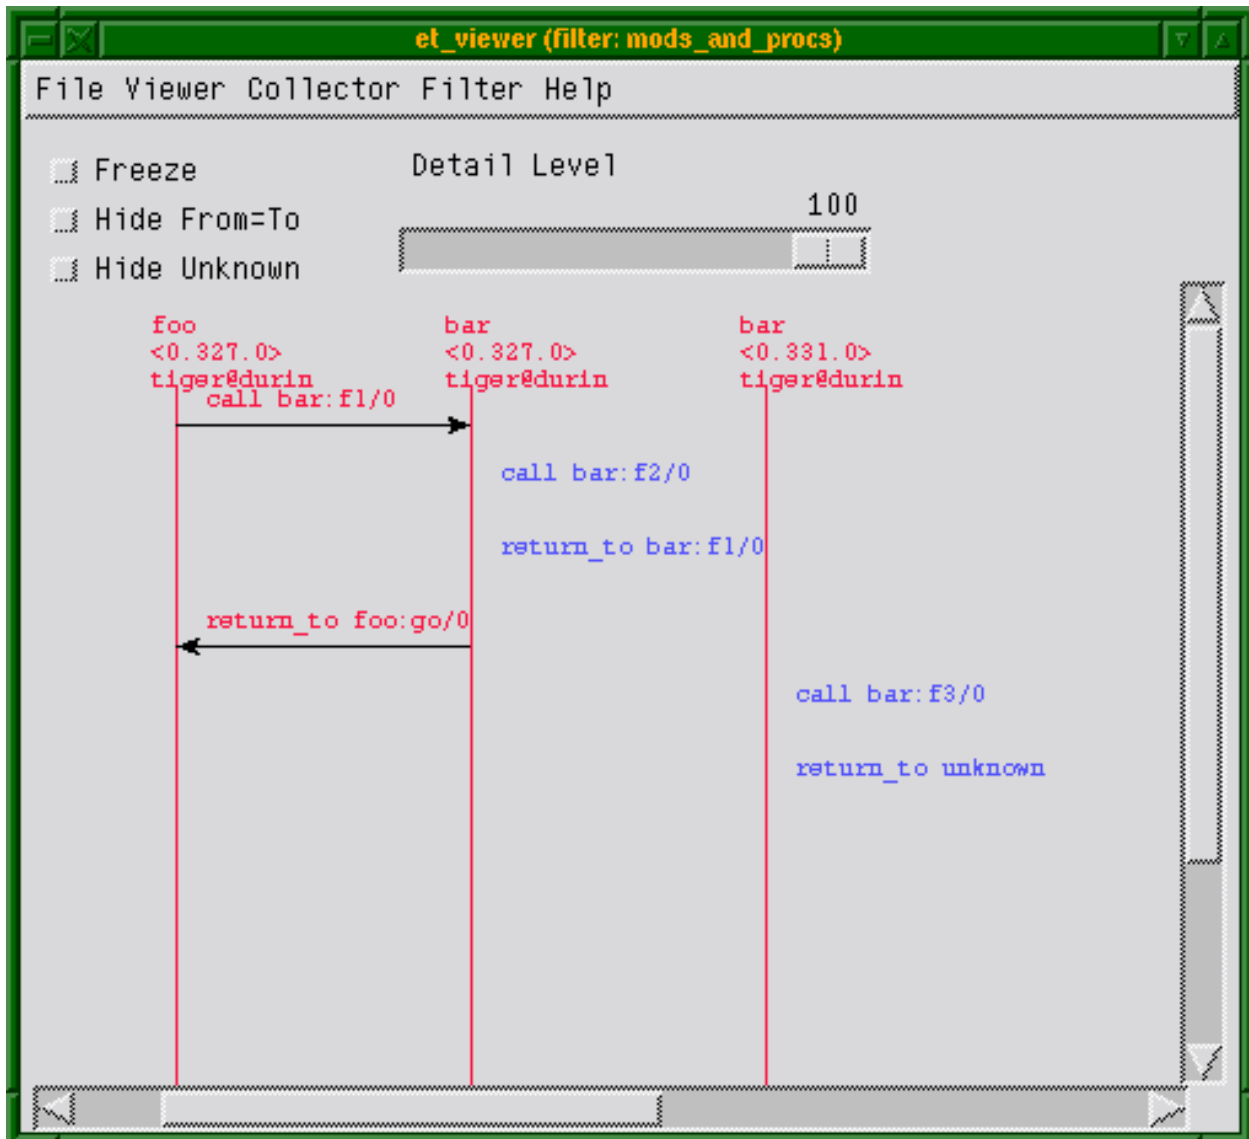 et_viewer (filter: mods_and_procs)
File Viewer Collector Filter Help
Freeze
Hide From=To
Hide Unknown
Detail Level
100
foo
<0.327.0>
tiger@durin
bar
<0.327.0>
tiger@durin
bar
<0.331.0>
tiger@durin
call bar:f1/0
call bar:f2/0
return_to bar:f1/0
return_to foo:go/0
call bar:f3/0
return_to unknown